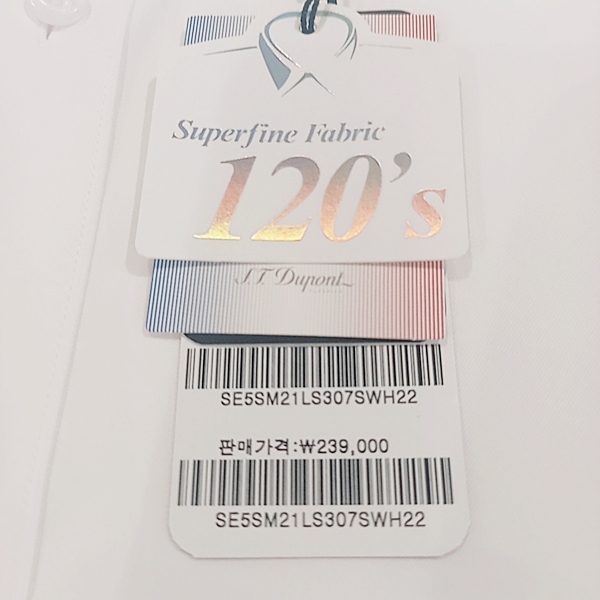 Superfine Fabric
120's
S.T. Dupont
SE5SM21LS307SWH22
판매가격:₩239,000
SE5SM21LS307SWH22